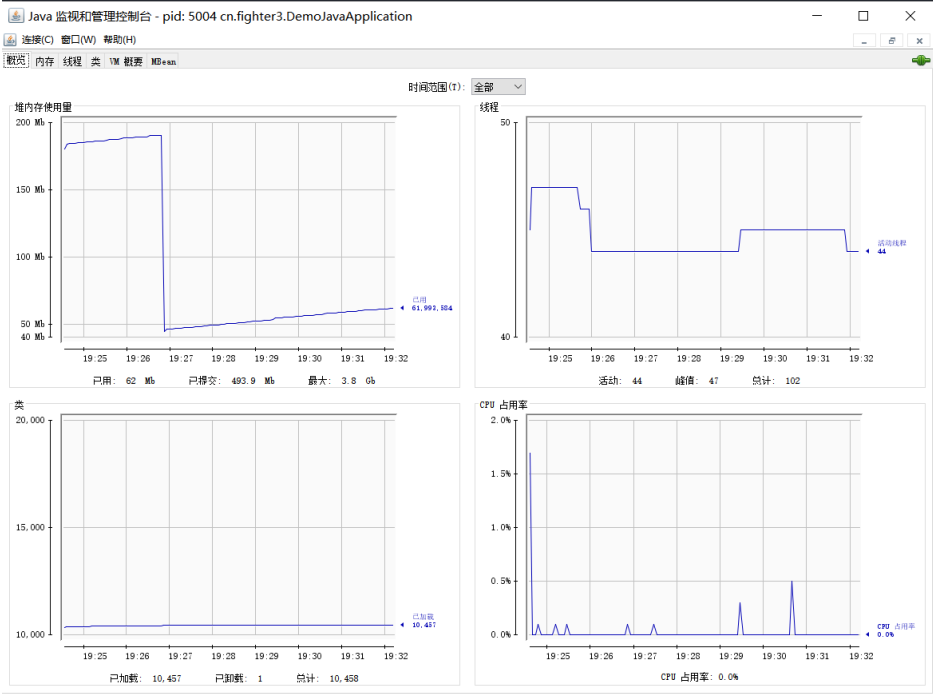 Java 监视和管理控制台 - pid: 5004 cn.fighter3.DemoJavaApplication
连接(C) 窗口(W) 帮助(H)
概览 内存 线程 类 VM 概要 MBean
时间范围(T): 全部
堆内存使用量
200 Mb
150 Mb
100 Mb
50 Mb
40 Mb
已用
61,993,584
19:25 19:26 19:27 19:28 19:29 19:30 19:31 19:32
已用: 62 Mb 已提交: 493.9 Mb 最大: 3.8 Gb
线程
50
40
活动线程
44
19:25 19:26 19:27 19:28 19:29 19:30 19:31 19:32
活动: 44 峰值: 47 总计: 102
类
20,000
15,000
10,000
已加载
10,457
19:25 19:26 19:27 19:28 19:29 19:30 19:31 19:32
已加载: 10,457 已卸载: 1 总计: 10,458
CPU 占用率
2.0%
1.5%
1.0%
0.5%
0.0%
CPU 占用率
0.0%
19:25 19:26 19:27 19:28 19:29 19:30 19:31 19:32
CPU 占用率: 0.0%